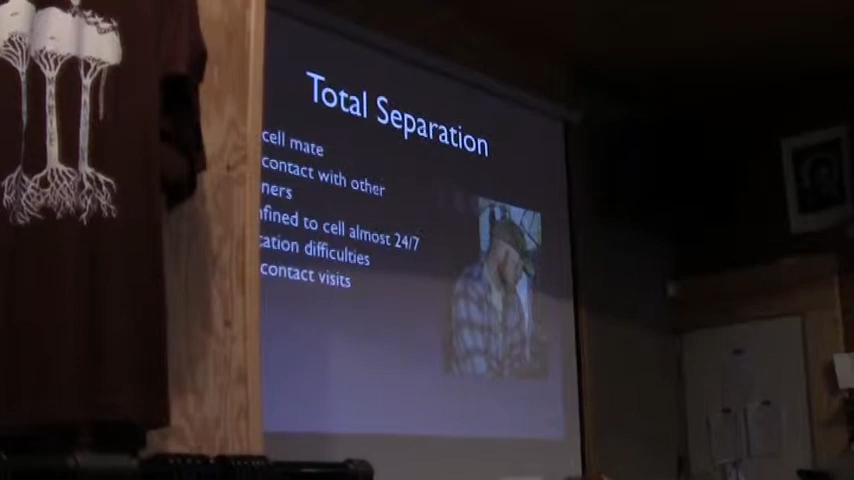 Total Separation
cell mate
contact with other
ners
nfined to cell almost 24/7
cation difficulties
contact visits